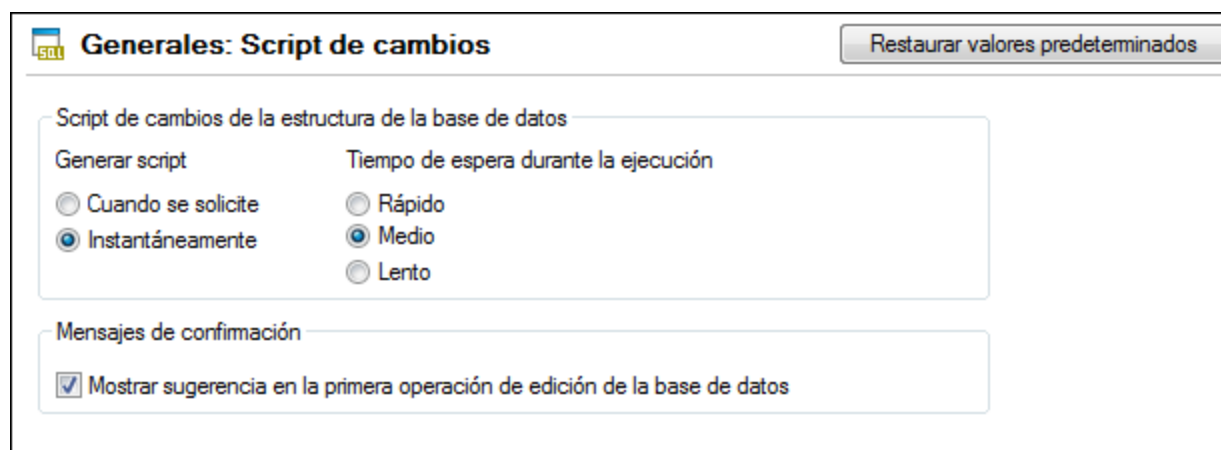 Generales: Script de cambios
Restaurar valores predeterminados
Script de cambios de la estructura de la base de datos
Generar script
Tiempo de espera durante la ejecución
Cuando se solicite
Rápido
Instantáneamente
Medio
Lento
Mensajes de confirmación
Mostrar sugerencia en la primera operación de edición de la base de datos